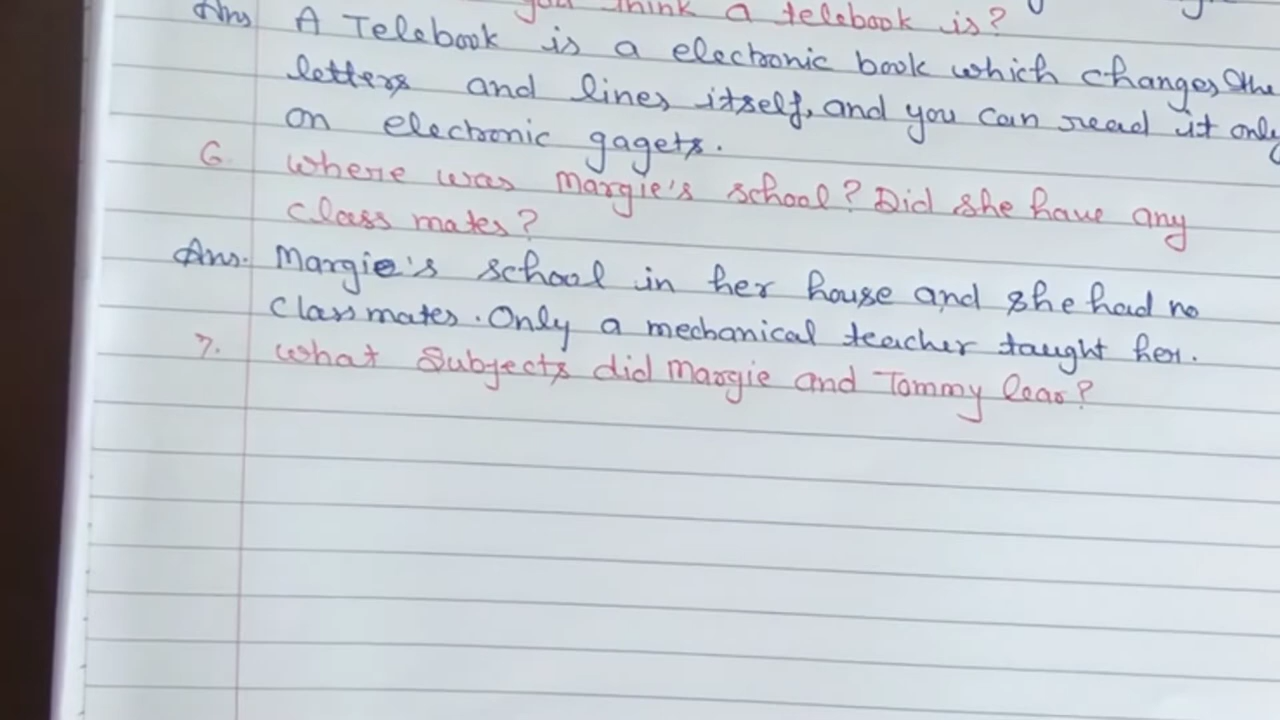 you think a telebook is?
Ans A Telebook is a electronic book which changes the
letters and lines itself, and you can read it only
on electronic gagets.
6. where was Margie's school? Did she have any
class mates?
Ans. Margie's school in her house and she had no
classmates. Only a mechanical teacher taught her.
7. what Subjects did Margie and Tommy lear?